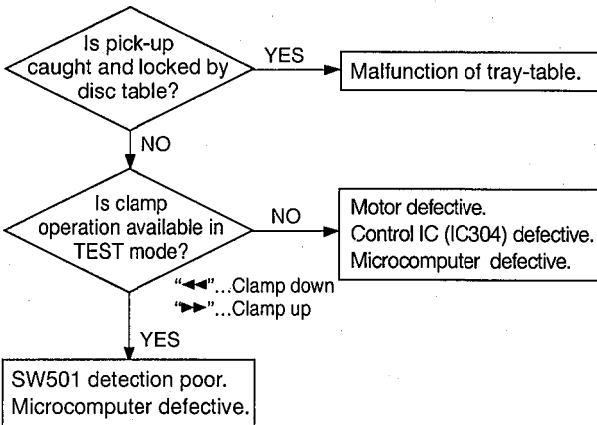 Is pick-up
caught and locked by
disc table?
YES
Malfunction of tray-table.
NO
Is clamp
operation available in
TEST mode?
NO
Motor defective.
Control IC (IC304) defective.
Microcomputer defective.
"◀◀"...Clamp down
"▶▶"...Clamp up
YES
SW501 detection poor.
Microcomputer defective.